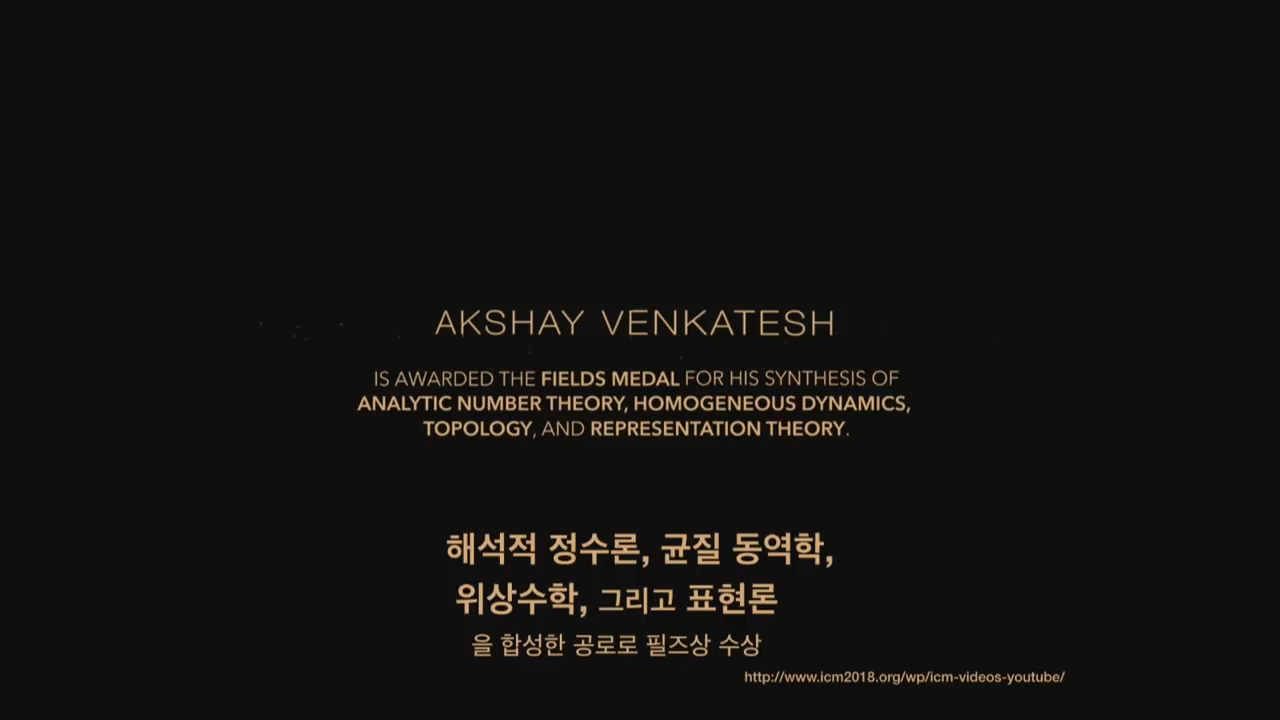 AKSHAY VENKATESH
IS AWARDED THE FIELDS MEDAL FOR HIS SYNTHESIS OF
ANALYTIC NUMBER THEORY, HOMOGENEOUS DYNAMICS,
TOPOLOGY, AND REPRESENTATION THEORY.
해석적 정수론, 균질 동역학,
위상수학, 그리고 표현론
을 합성한 공로로 필즈상 수상
http://www.icm2018.org/wp/icm-videos-youtube/